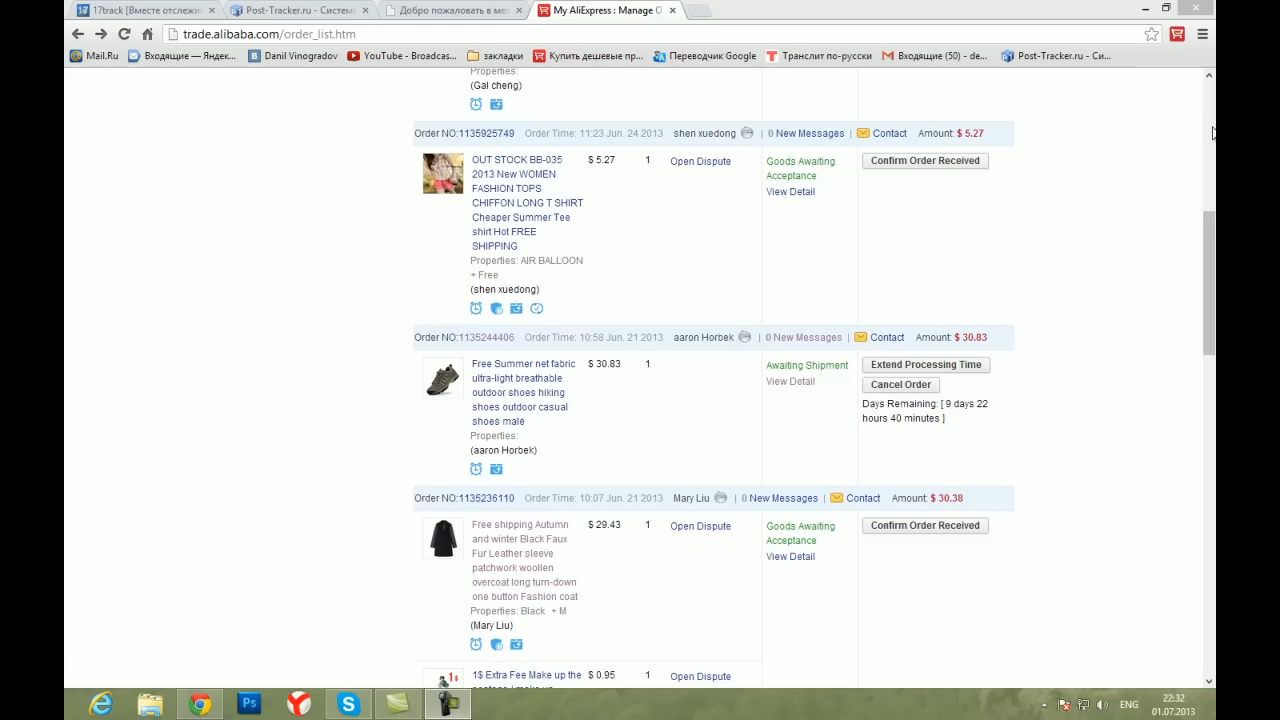 17track [Вместе отслежи
Post-Tracker.ru - Систем
Добро пожаловать в ме
My AliExpress : Manage O
trade.alibaba.com/order_list.htm
Mail.Ru
Входящие — Яндек...
Danil Vinogradov
YouTube - Broadcas...
закладки
Купить дешевые пр...
Переводчик Google
Транслит по-русски
Входящие (50) - de...
Post-Tracker.ru - Си...
Properties:
(Gal cheng)
Order NO:1135925749 Order Time: 11:23 Jun. 24 2013 shen xuedong | 0 New Messages | Contact Amount: $ 5.27
OUT STOCK BB-035
2013 New WOMEN
FASHION TOPS
CHIFFON LONG T SHIRT
Cheaper Summer Tee
shirt Hot FREE
SHIPPING
Properties: AIR BALLOON
+ Free
(shen xuedong)
$ 5.27
1
Open Dispute
Goods Awaiting
Acceptance
View Detail
Confirm Order Received
Order NO:1135244406 Order Time: 10:58 Jun. 21 2013 aaron Horbek | 0 New Messages | Contact Amount: $ 30.83
Free Summer net fabric
ultra-light breathable
outdoor shoes hiking
shoes outdoor casual
shoes male
Properties:
(aaron Horbek)
$ 30.83
1
Awaiting Shipment
View Detail
Extend Processing Time
Cancel Order
Days Remaining: [ 9 days 22
hours 40 minutes ]
Order NO:1135236110 Order Time: 10:07 Jun. 21 2013 Mary Liu | 0 New Messages | Contact Amount: $ 30.38
Free shipping Autumn
and winter Black Faux
Fur Leather sleeve
patchwork woollen
overcoat long turn-down
one button Fashion coat
Properties: Black + M
(Mary Liu)
$ 29.43
1
Open Dispute
Goods Awaiting
Acceptance
View Detail
Confirm Order Received
1$
1$ Extra Fee Make up the
$ 0.95
1
Open Dispute
Ps
ENG
22:32
01.07.2013